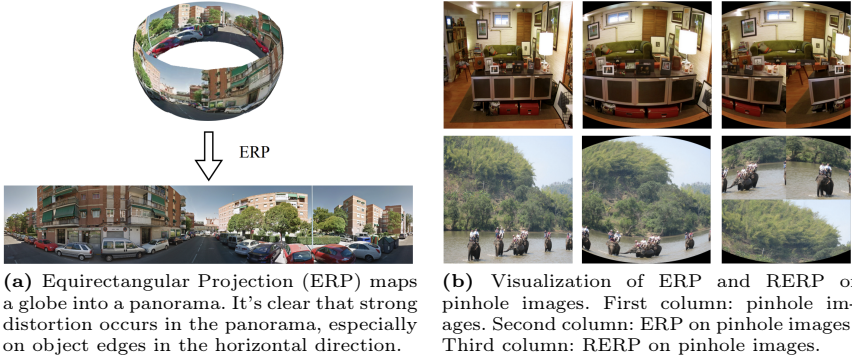 ERP
(a) Equirectangular Projection (ERP) maps
a globe into a panorama. It's clear that strong
distortion occurs in the panorama, especially
on object edges in the horizontal direction.
(b) Visualization of ERP and RERP o
pinhole images. First column: pinhole im-
ages. Second column: ERP on pinhole images
Third column: RERP on pinhole images.